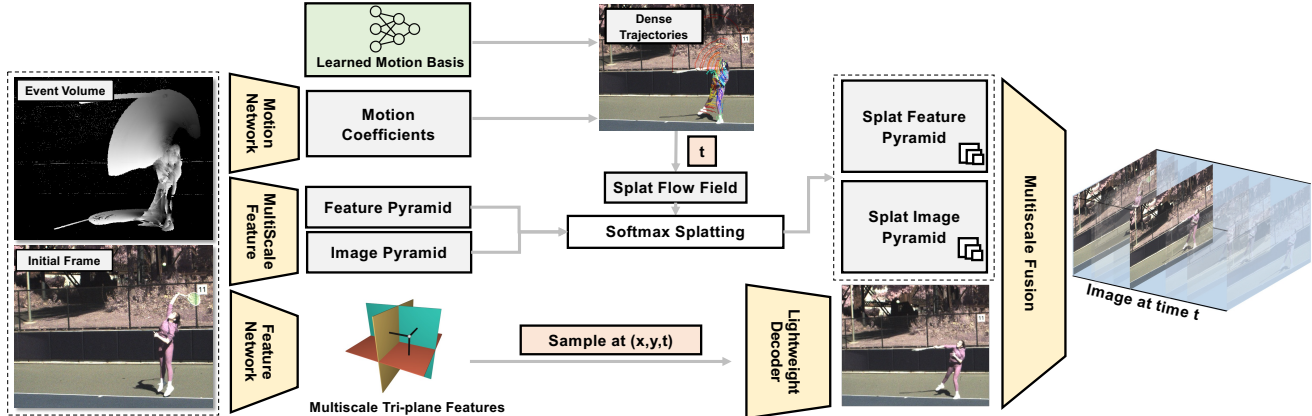 Event Volume
Initial Frame
Motion
Network
MultiScale
Feature
Feature
Network
Learned Motion Basis
Motion
Coefficients
Feature Pyramid
Image Pyramid
Multiscale Tri-plane Features
Dense
Trajectories
11
t
Splat Flow Field
Softmax Splatting
Sample at (x,y,t)
Lightweight
Decoder
Splat Feature
Pyramid
Splat Image
Pyramid
11
11
Multiscale Fusion
Image at time t